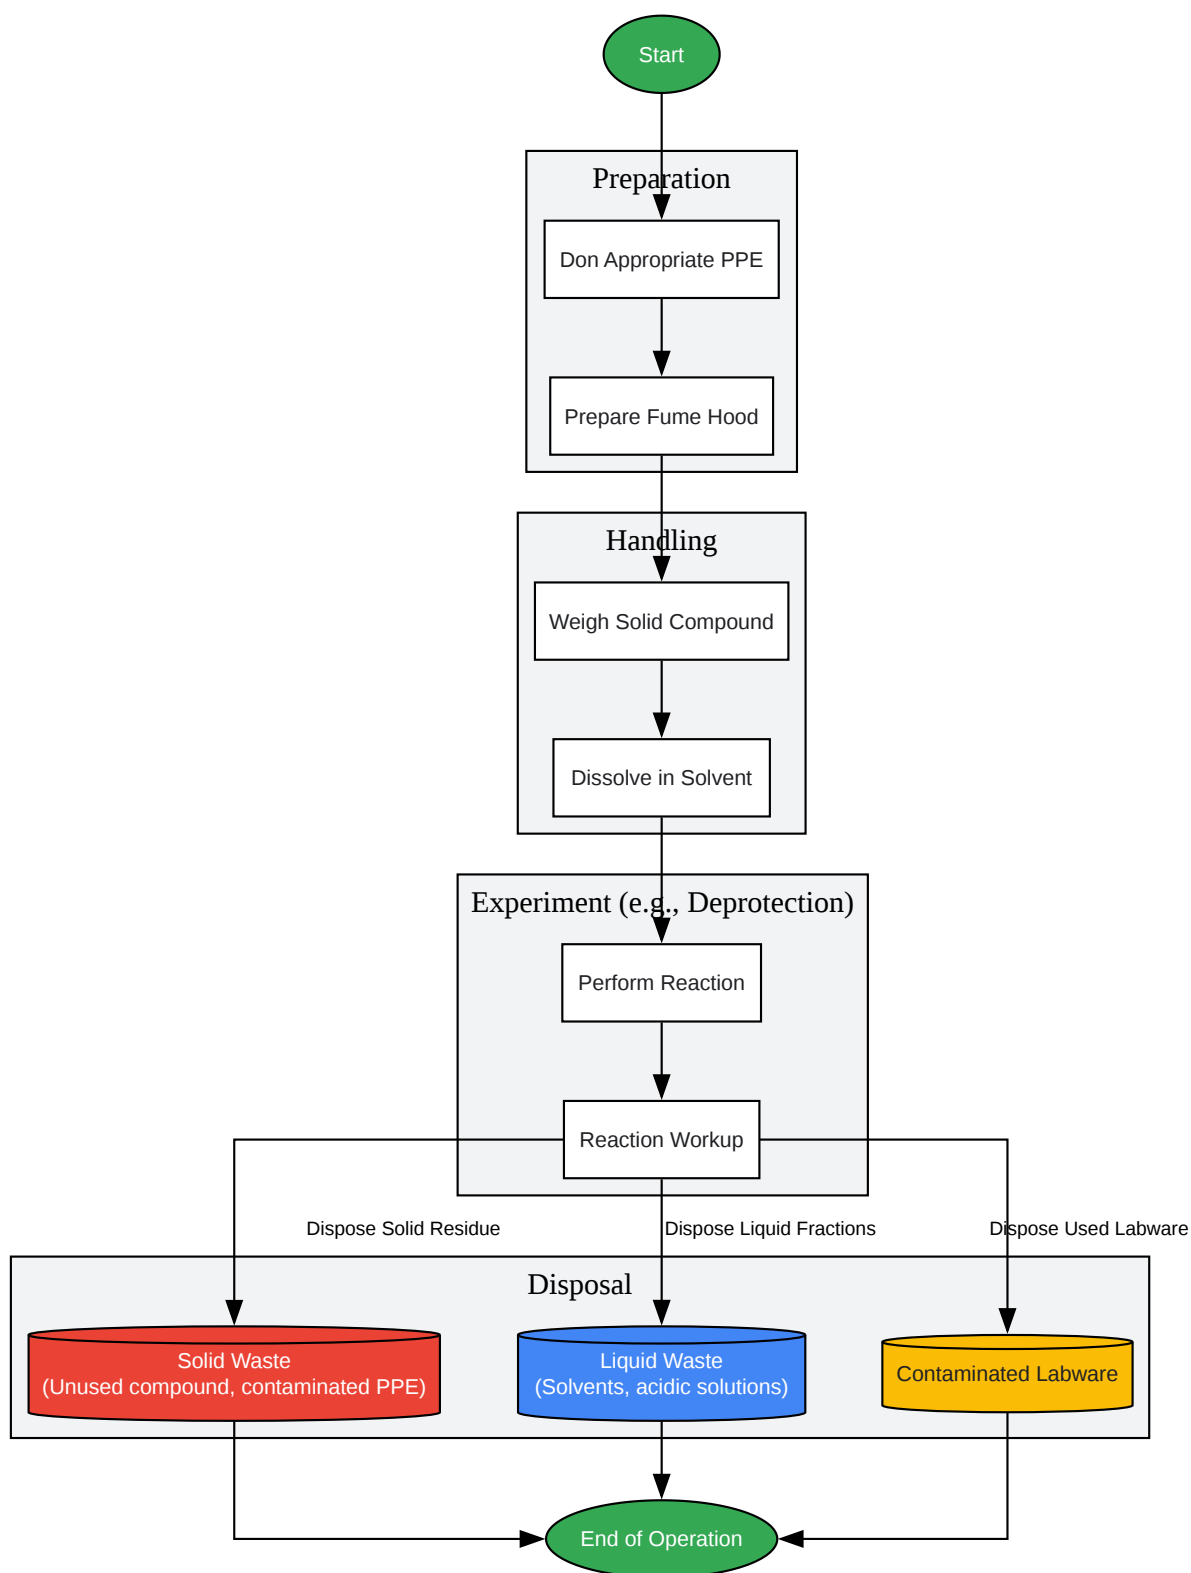 Start
Preparation
Don Appropriate PPE
Prepare Fume Hood
Handling
Weigh Solid Compound
Dissolve in Solvent
Experiment (e.g., Deprotection)
Perform Reaction
Reaction Workup
Dispose Solid Residue
Dispose Liquid Fractions
Dispose Used Labware
Disposal
Solid Waste
(Unused compound, contaminated PPE)
Liquid Waste
(Solvents, acidic solutions)
Contaminated Labware
End of Operation